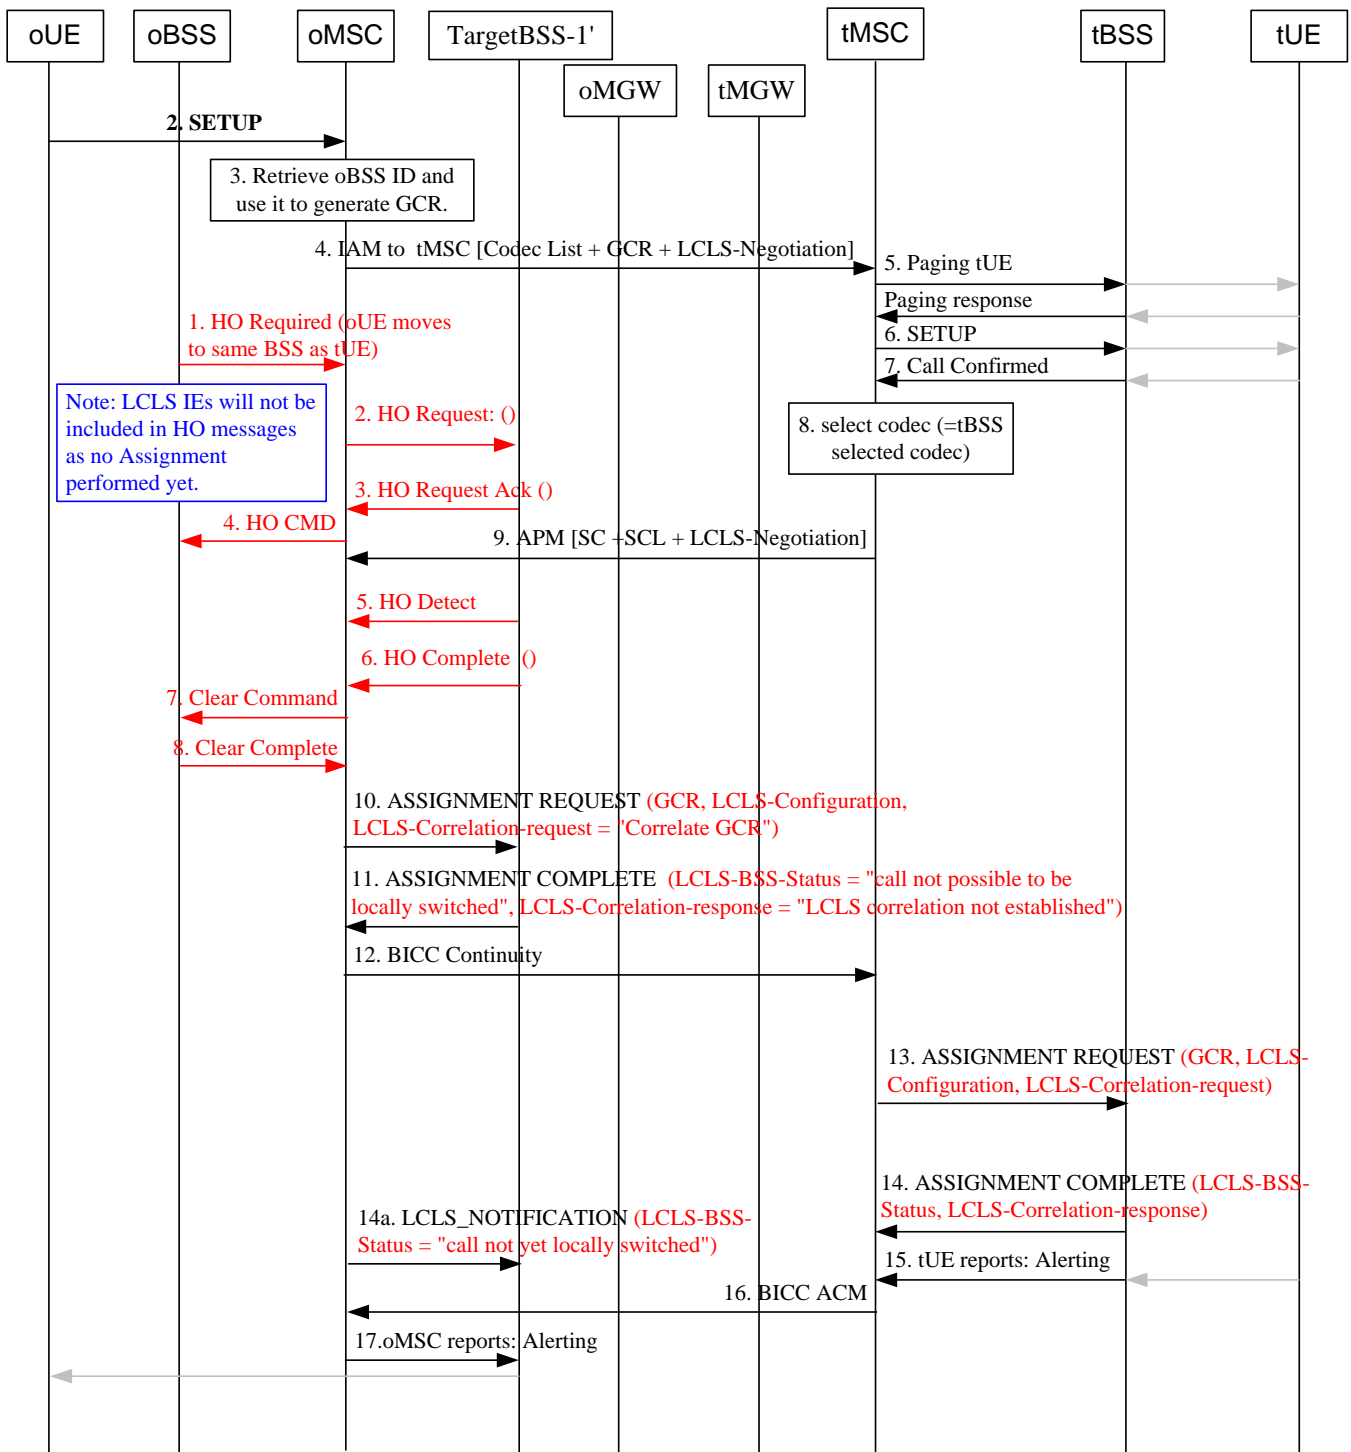 oUE
oBSS
oMSC
TargetBSS-1'
tMSC
tBSS
tUE
oMGW
tMGW
2. SETUP
3. Retrieve oBSS ID and
use it to generate GCR.
4. IAM to  tMSC [Codec List + GCR + LCLS-Negotiation]
5. Paging tUE
Paging response
1. HO Required (oUE moves
to same BSS as tUE)
6. SETUP
7. Call Confirmed
Note: LCLS IEs will not be
included in HO messages
as no Assignment
performed yet.
2. HO Request: ()
8. select codec (=tBSS
selected codec)
3. HO Request Ack ()
4. HO CMD
9. APM [SC +SCL + LCLS-Negotiation]
5. HO Detect
6. HO Complete  ()
7. Clear Command
8. Clear Complete
10. ASSIGNMENT REQUEST (GCR, LCLS-Configuration,
LCLS-Correlation-request = "Correlate GCR")
11. ASSIGNMENT COMPLETE  (LCLS-BSS-Status = "call not possible to be
locally switched", LCLS-Correlation-response = "LCLS correlation not established")
12. BICC Continuity
13. ASSIGNMENT REQUEST (GCR, LCLS-
Configuration, LCLS-Correlation-request)
14. ASSIGNMENT COMPLETE (LCLS-BSS-
Status, LCLS-Correlation-response)
14a. LCLS_NOTIFICATION (LCLS-BSS-
Status = "call not yet locally switched")
15. tUE reports: Alerting
16. BICC ACM
17.oMSC reports: Alerting